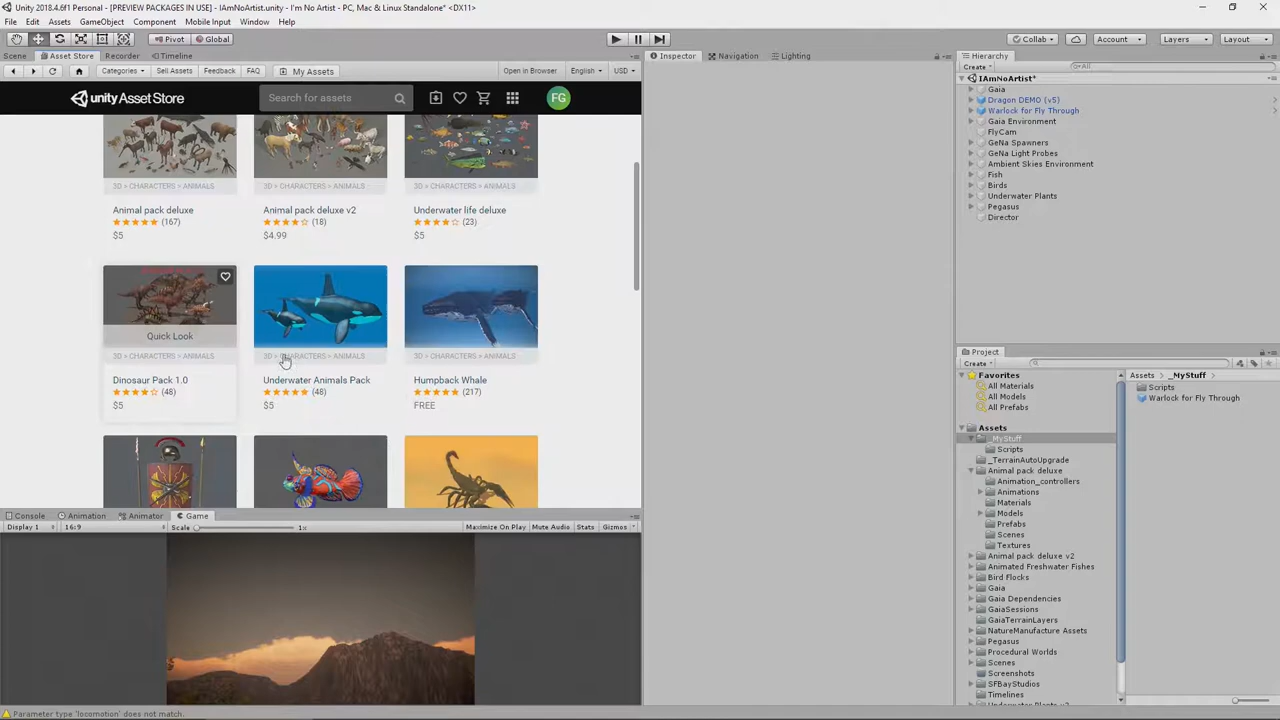 Unity 2018.4.6f1 Personal - [PREVIEW PACKAGES IN USE] - IAmNoArtist.unity - I'm No Artist - PC, Mac & Linux Standalone* <DX11>
File Edit Assets GameObject Component Mobile Input Window Help
Pivot Global Collab Account Layers Layout
Scene Asset Store Recorder Timeline
Categories Sell Assets Feedback FAQ My Assets Open in Browser English USD
unity Asset Store Search for assets FG
3D > CHARACTERS > ANIMALS 3D > CHARACTERS > ANIMALS 3D > CHARACTERS > ANIMALS
Animal pack deluxe Animal pack deluxe v2 Underwater life deluxe
(167) (18) (23)
$5 $4.99 $5
Quick Look
3D > CHARACTERS > ANIMALS 3D > CHARACTERS > ANIMALS 3D > CHARACTERS > ANIMALS
Dinosaur Pack 1.0 Underwater Animals Pack Humpback Whale
(48) (48) (217)
$5 $5 FREE
Console Animation Animator Game
Display 1 16:9 Scale 1x Maximize On Play Mute Audio Stats Gizmos
Parameter type 'locomotion' does not match.
Inspector Navigation Lighting
Hierarchy
Create All
IAmNoArtist*
Gaia
Dragon DEMO (v5)
Warlock for Fly Through
Gaia Environment
FlyCam
GeNa Spawners
GeNa Light Probes
Ambient Skies Environment
Fish
Birds
Underwater Plants
Pegasus
Director
Project
Create
Favorites
All Materials
All Models
All Prefabs
Assets
_MyStuff
Scripts
_TerrainAutoUpgrade
Animal pack deluxe
Animation_controllers
Animations
Materials
Models
Prefabs
Scenes
Textures
Animal pack deluxe v2
Animated Freshwater Fishes
Bird Flocks
Gaia
Gaia Dependencies
GaiaSessions
GaiaTerrainLayers
NatureManufacture Assets
Pegasus
Procedural Worlds
Scenes
Screenshots
SFBayStudios
Timelines
Underwater Plants v2
Assets > _MyStuff >
Scripts
Warlock for Fly Through